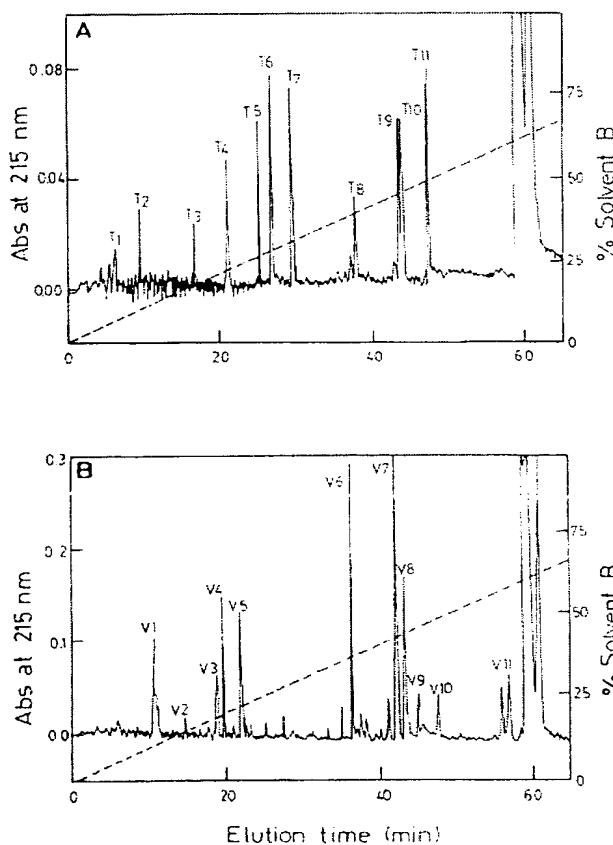 A
T1
T2
T3
T4
T5
T6
T7
T8
T9
T10
T11
0.08
0.04
0.00
Abs at 215 nm
75
50
25
0
% Solvent B
0
20
40
60
B
V1
V2
V3
V4
V5
V6
V7
V8
V9
V10
V11
0.3
0.2
0.1
0.0
Abs at 215 nm
75
50
25
0
% Solvent B
0
20
40
60
Elution time (min)